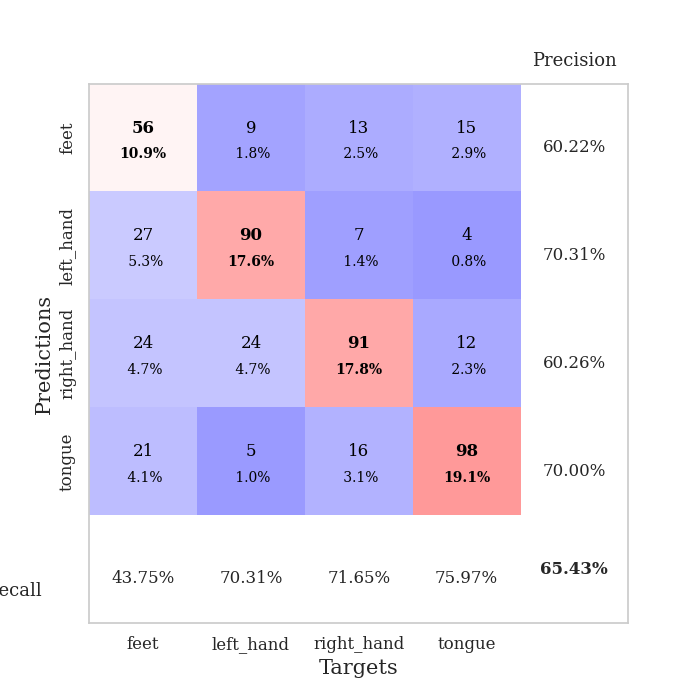 Precision
feet 56 9 13 15 60.22%
10.9% 1.8% 2.5% 2.9%
left_hand 27 90 7 4 70.31%
5.3% 17.6% 1.4% 0.8%
Predictions
right_hand 24 24 91 12 60.26%
4.7% 4.7% 17.8% 2.3%
tongue 21 5 16 98 70.00%
4.1% 1.0% 3.1% 19.1%
ecall 43.75% 70.31% 71.65% 75.97% 65.43%
feet left_hand right_hand tongue
Targets